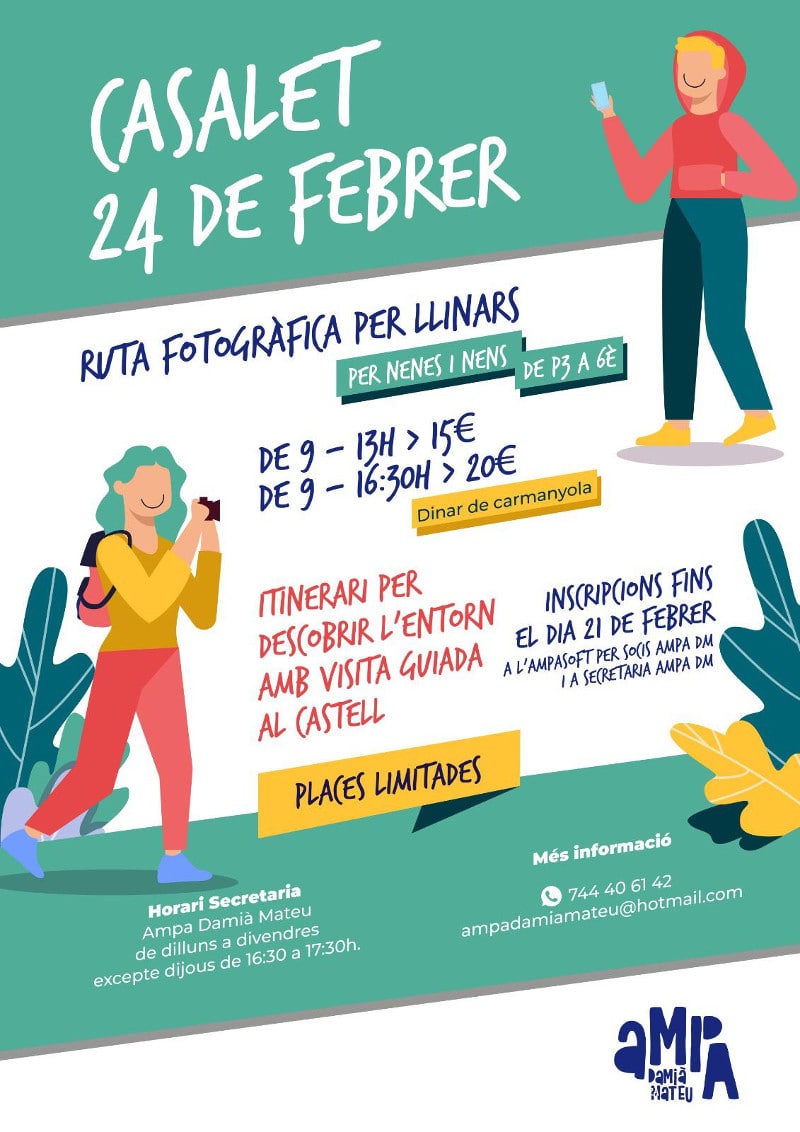 CASALET
24 DE FEBRER
RUTA FOTOGRÀFICA PER LLINARS
PER NENES I NENS
DE P3 A 6È
DE 9 – 13H > 15€
DE 9 – 16:30H > 20€
Dinar de carmanyola
ITINERARI PER
DESCOBRIR L'ENTORN
AMB VISITA GUIADA
AL CASTELL
INSCRIPCIONS FINS
EL DIA 21 DE FEBRER
A L'AMPASOFT PER SOCIS AMPA DM
I A SECRETARIA AMPA DM
PLACES LIMITADES
Horari Secretaria
Ampa Damià Mateu
de dilluns a divendres
excepte dijous de 16:30 a 17:30h.
Més informació
744 40 61 42
ampadamiamateu@hotmail.com
aMPA
DAMIÀ
MATEU